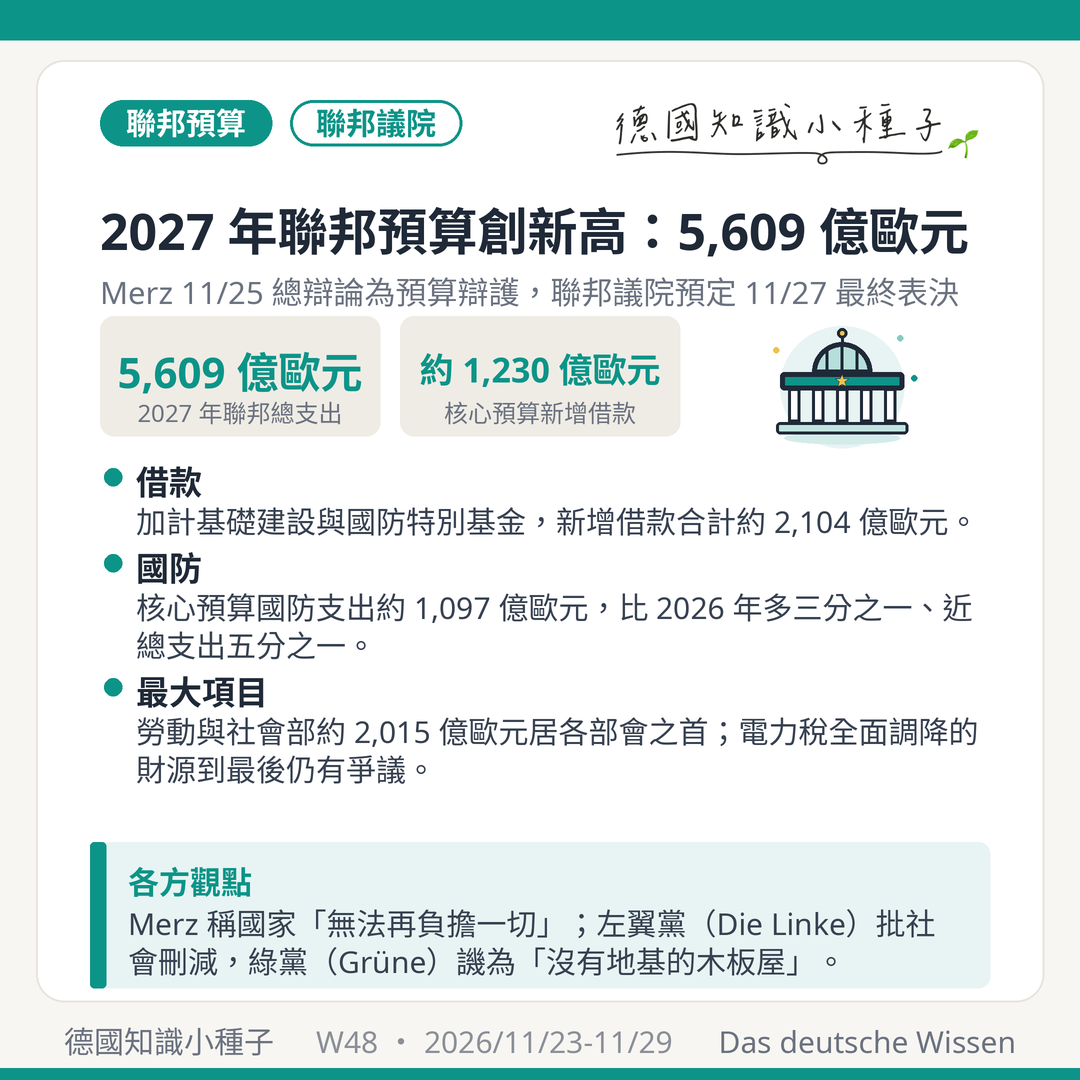 聯邦預算
聯邦議院
德國知識小種子
2027 年聯邦預算創新高：5,609 億歐元
Merz 11/25 總辯論為預算辯護，聯邦議院預定 11/27 最終表決
5,609 億歐元
2027 年聯邦總支出
約 1,230 億歐元
核心預算新增借款
借款
加計基礎建設與國防特別基金，新增借款合計約 2,104 億歐元。
國防
核心預算國防支出約 1,097 億歐元，比 2026 年多三分之一、近
總支出五分之一。
最大項目
勞動與社會部約 2,015 億歐元居各部會之首；電力稅全面調降的
財源到最後仍有爭議。
各方觀點
Merz 稱國家「無法再負擔一切」；左翼黨（Die Linke）批社
會刪減，綠黨（Grüne）譏為「沒有地基的木板屋」。
德國知識小種子 W48 • 2026/11/23-11/29 Das deutsche Wissen